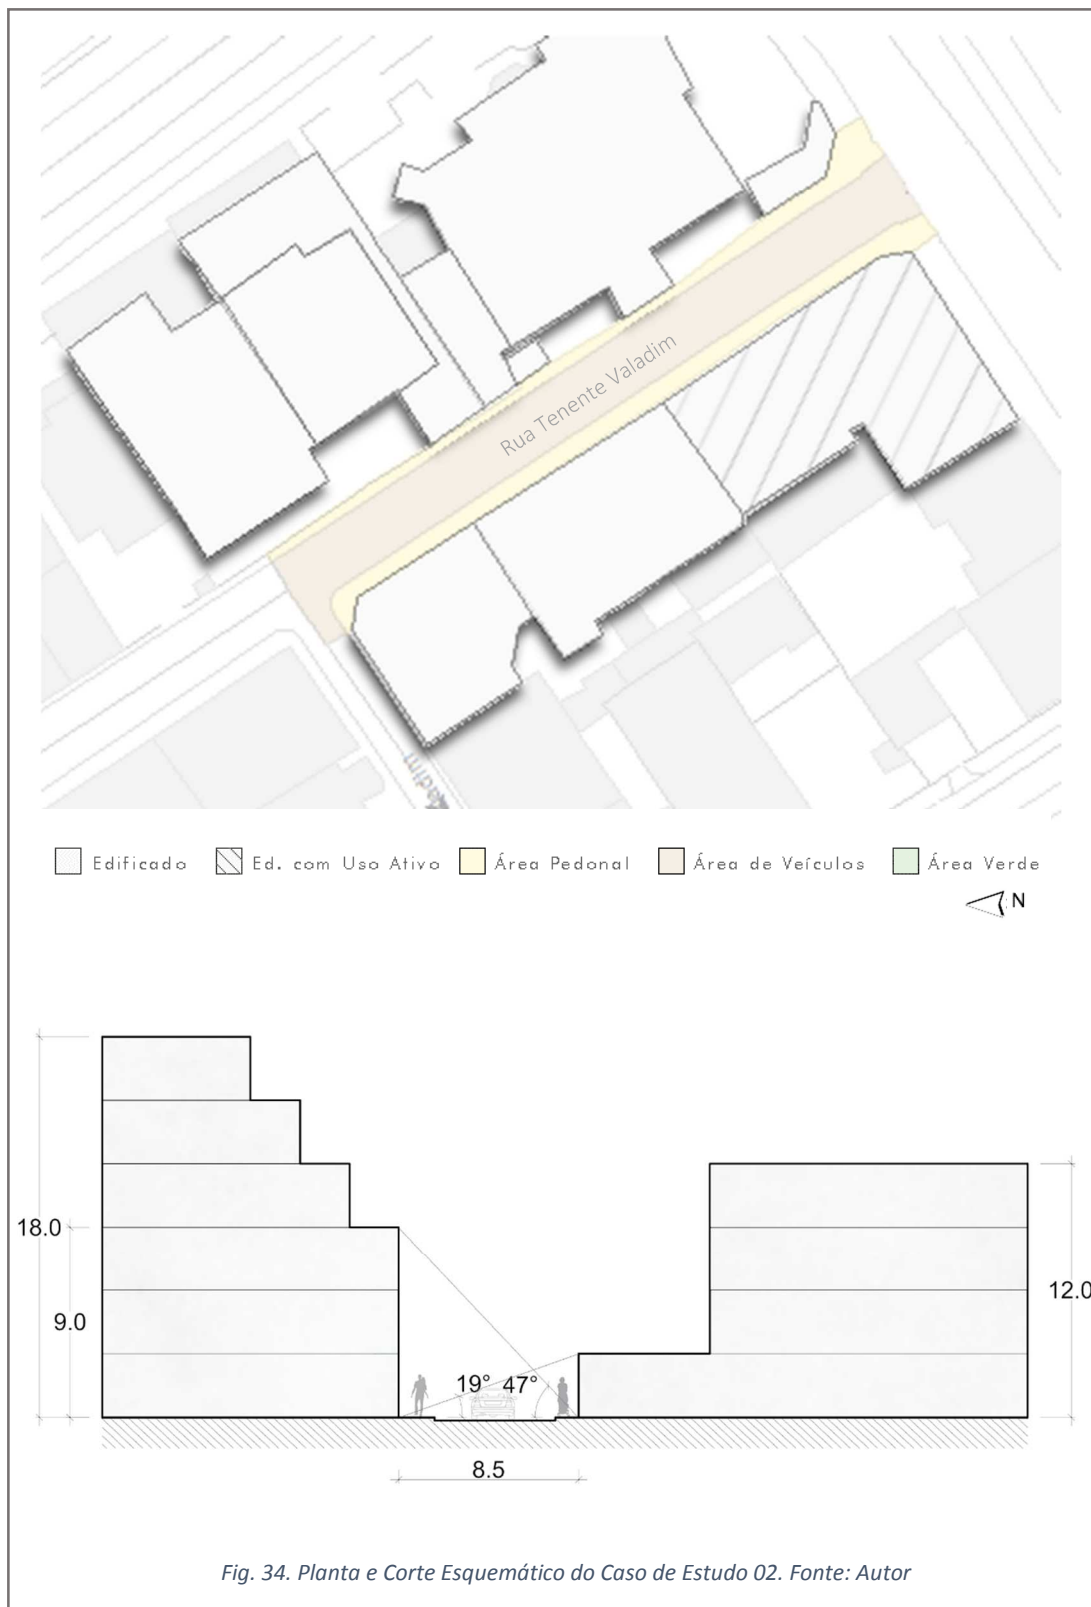 Rua Tenente Valadim
adim
Edificado
Ed. com Uso Ativo
Área Pedonal
Área de Veículos
Área Verde
N
18.0
9.0
12.0
19°
47°
8.5
Fig. 34. Planta e Corte Esquemático do Caso de Estudo 02. Fonte: Autor